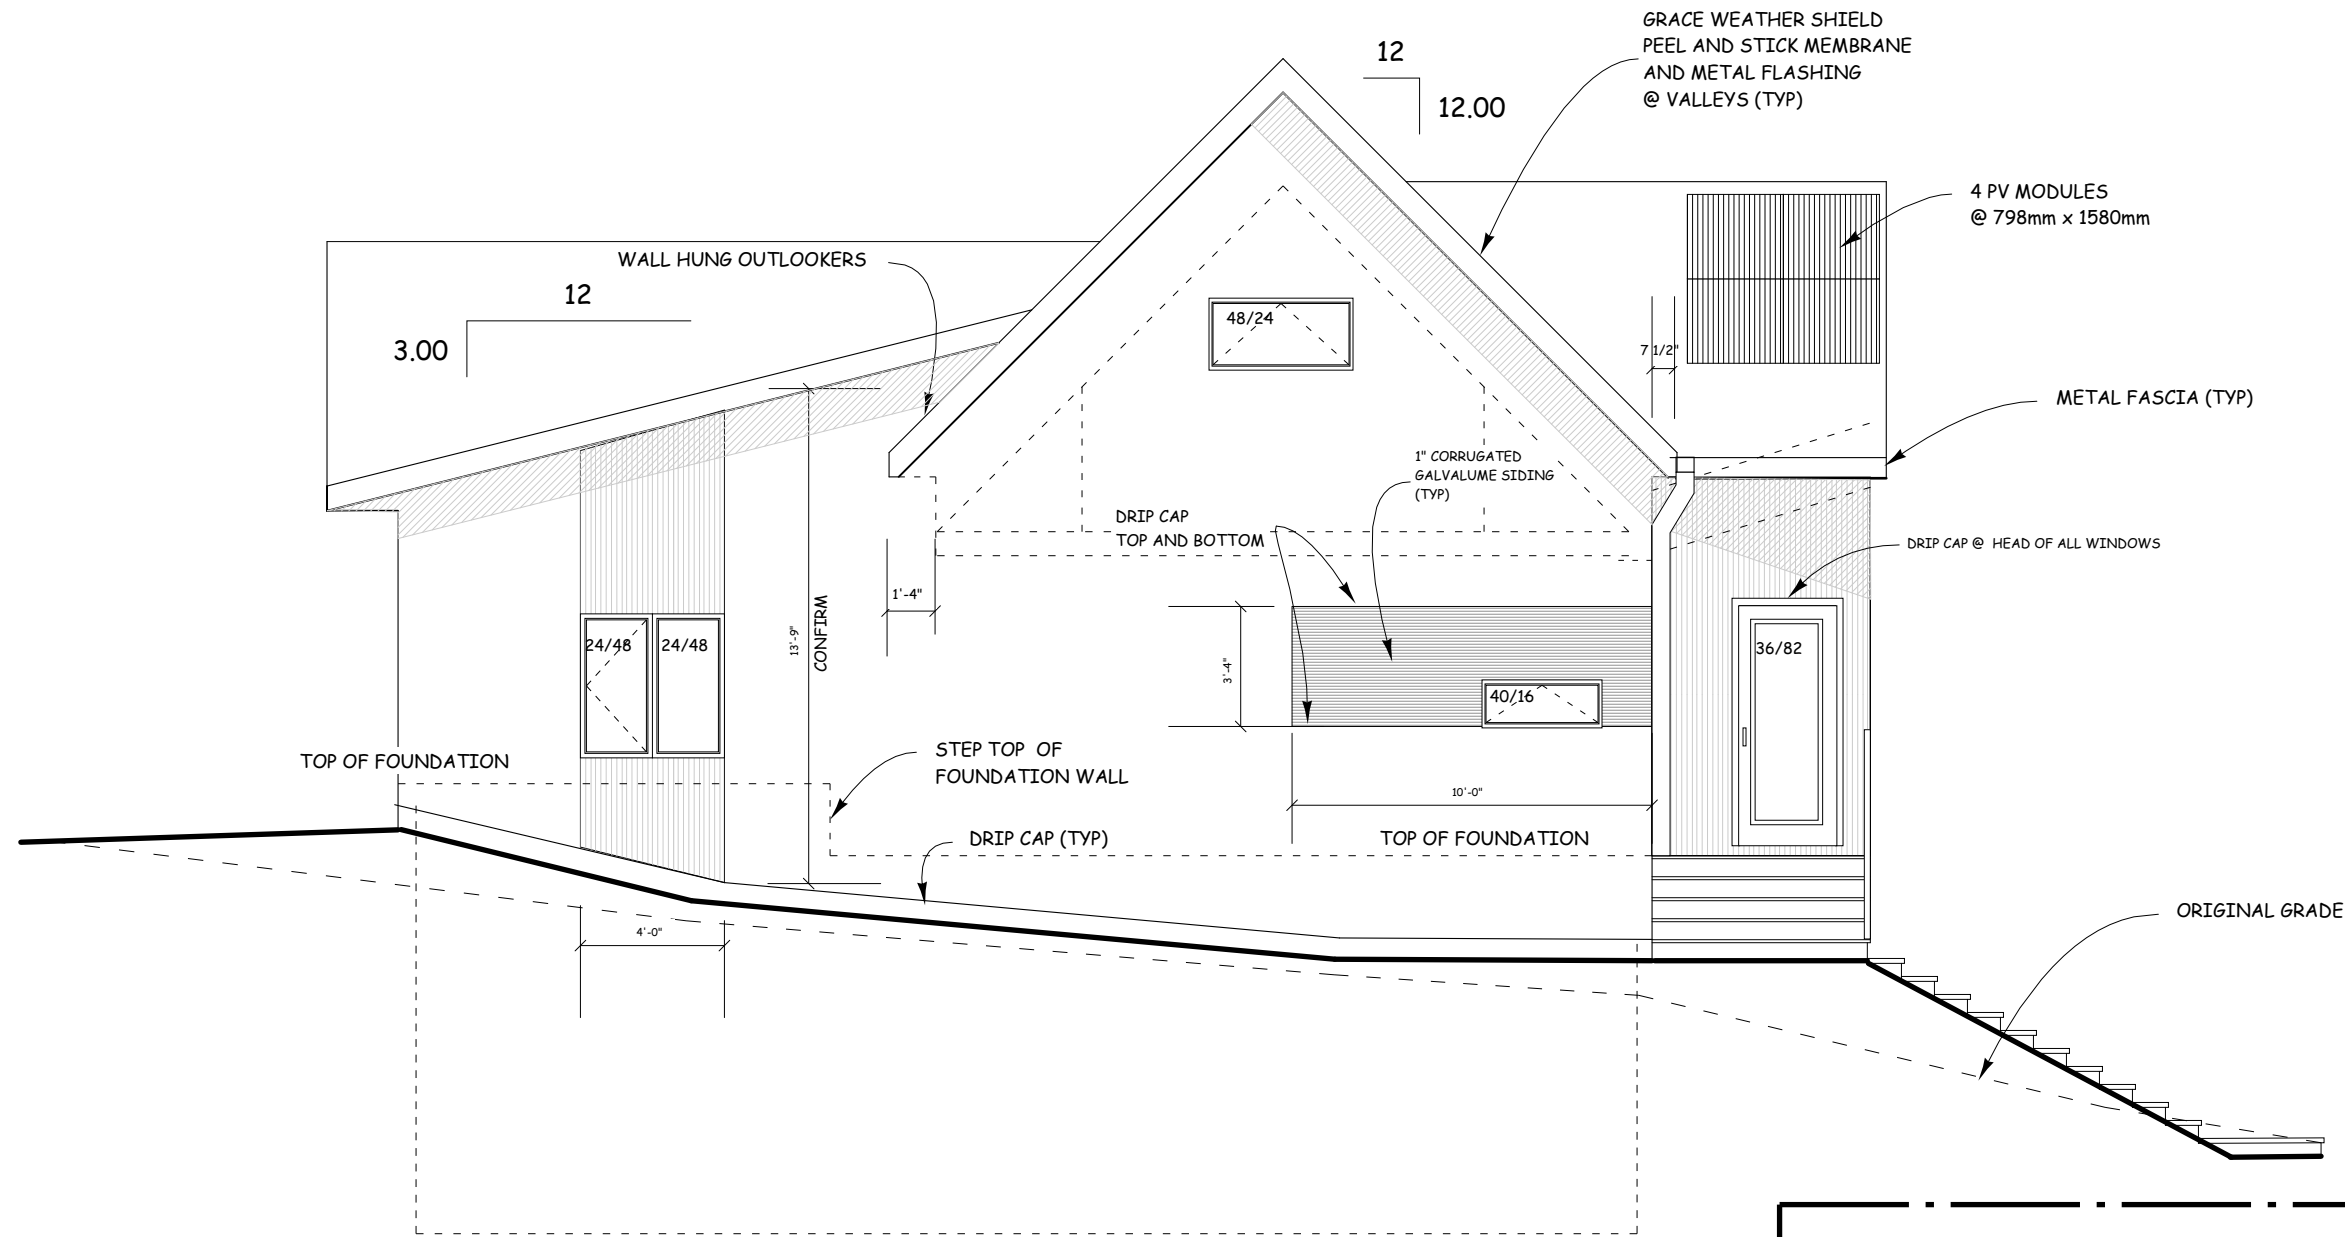 GRACE WEATHER SHIELD
PEEL AND STICK MEMBRANE
AND METAL FLASHING
@ VALLEYS (TYP)
12
12.00
4 PV MODULES
@ 798mm x 1580mm
WALL HUNG OUTLOOKERS
12
3.00
48/24
7 1/2"
METAL FASCIA (TYP)
1" CORRUGATED
GALVALUME SIDING
(TYP)
DRIP CAP
TOP AND BOTTOM
DRIP CAP @ HEAD OF ALL WINDOWS
1'-4"
13'-9"
CONFIRM
24/48
24/48
3'-4"
36/82
40/16
TOP OF FOUNDATION
STEP TOP OF
FOUNDATION WALL
10'-0"
DRIP CAP (TYP)
TOP OF FOUNDATION
4'-0"
ORIGINAL GRADE